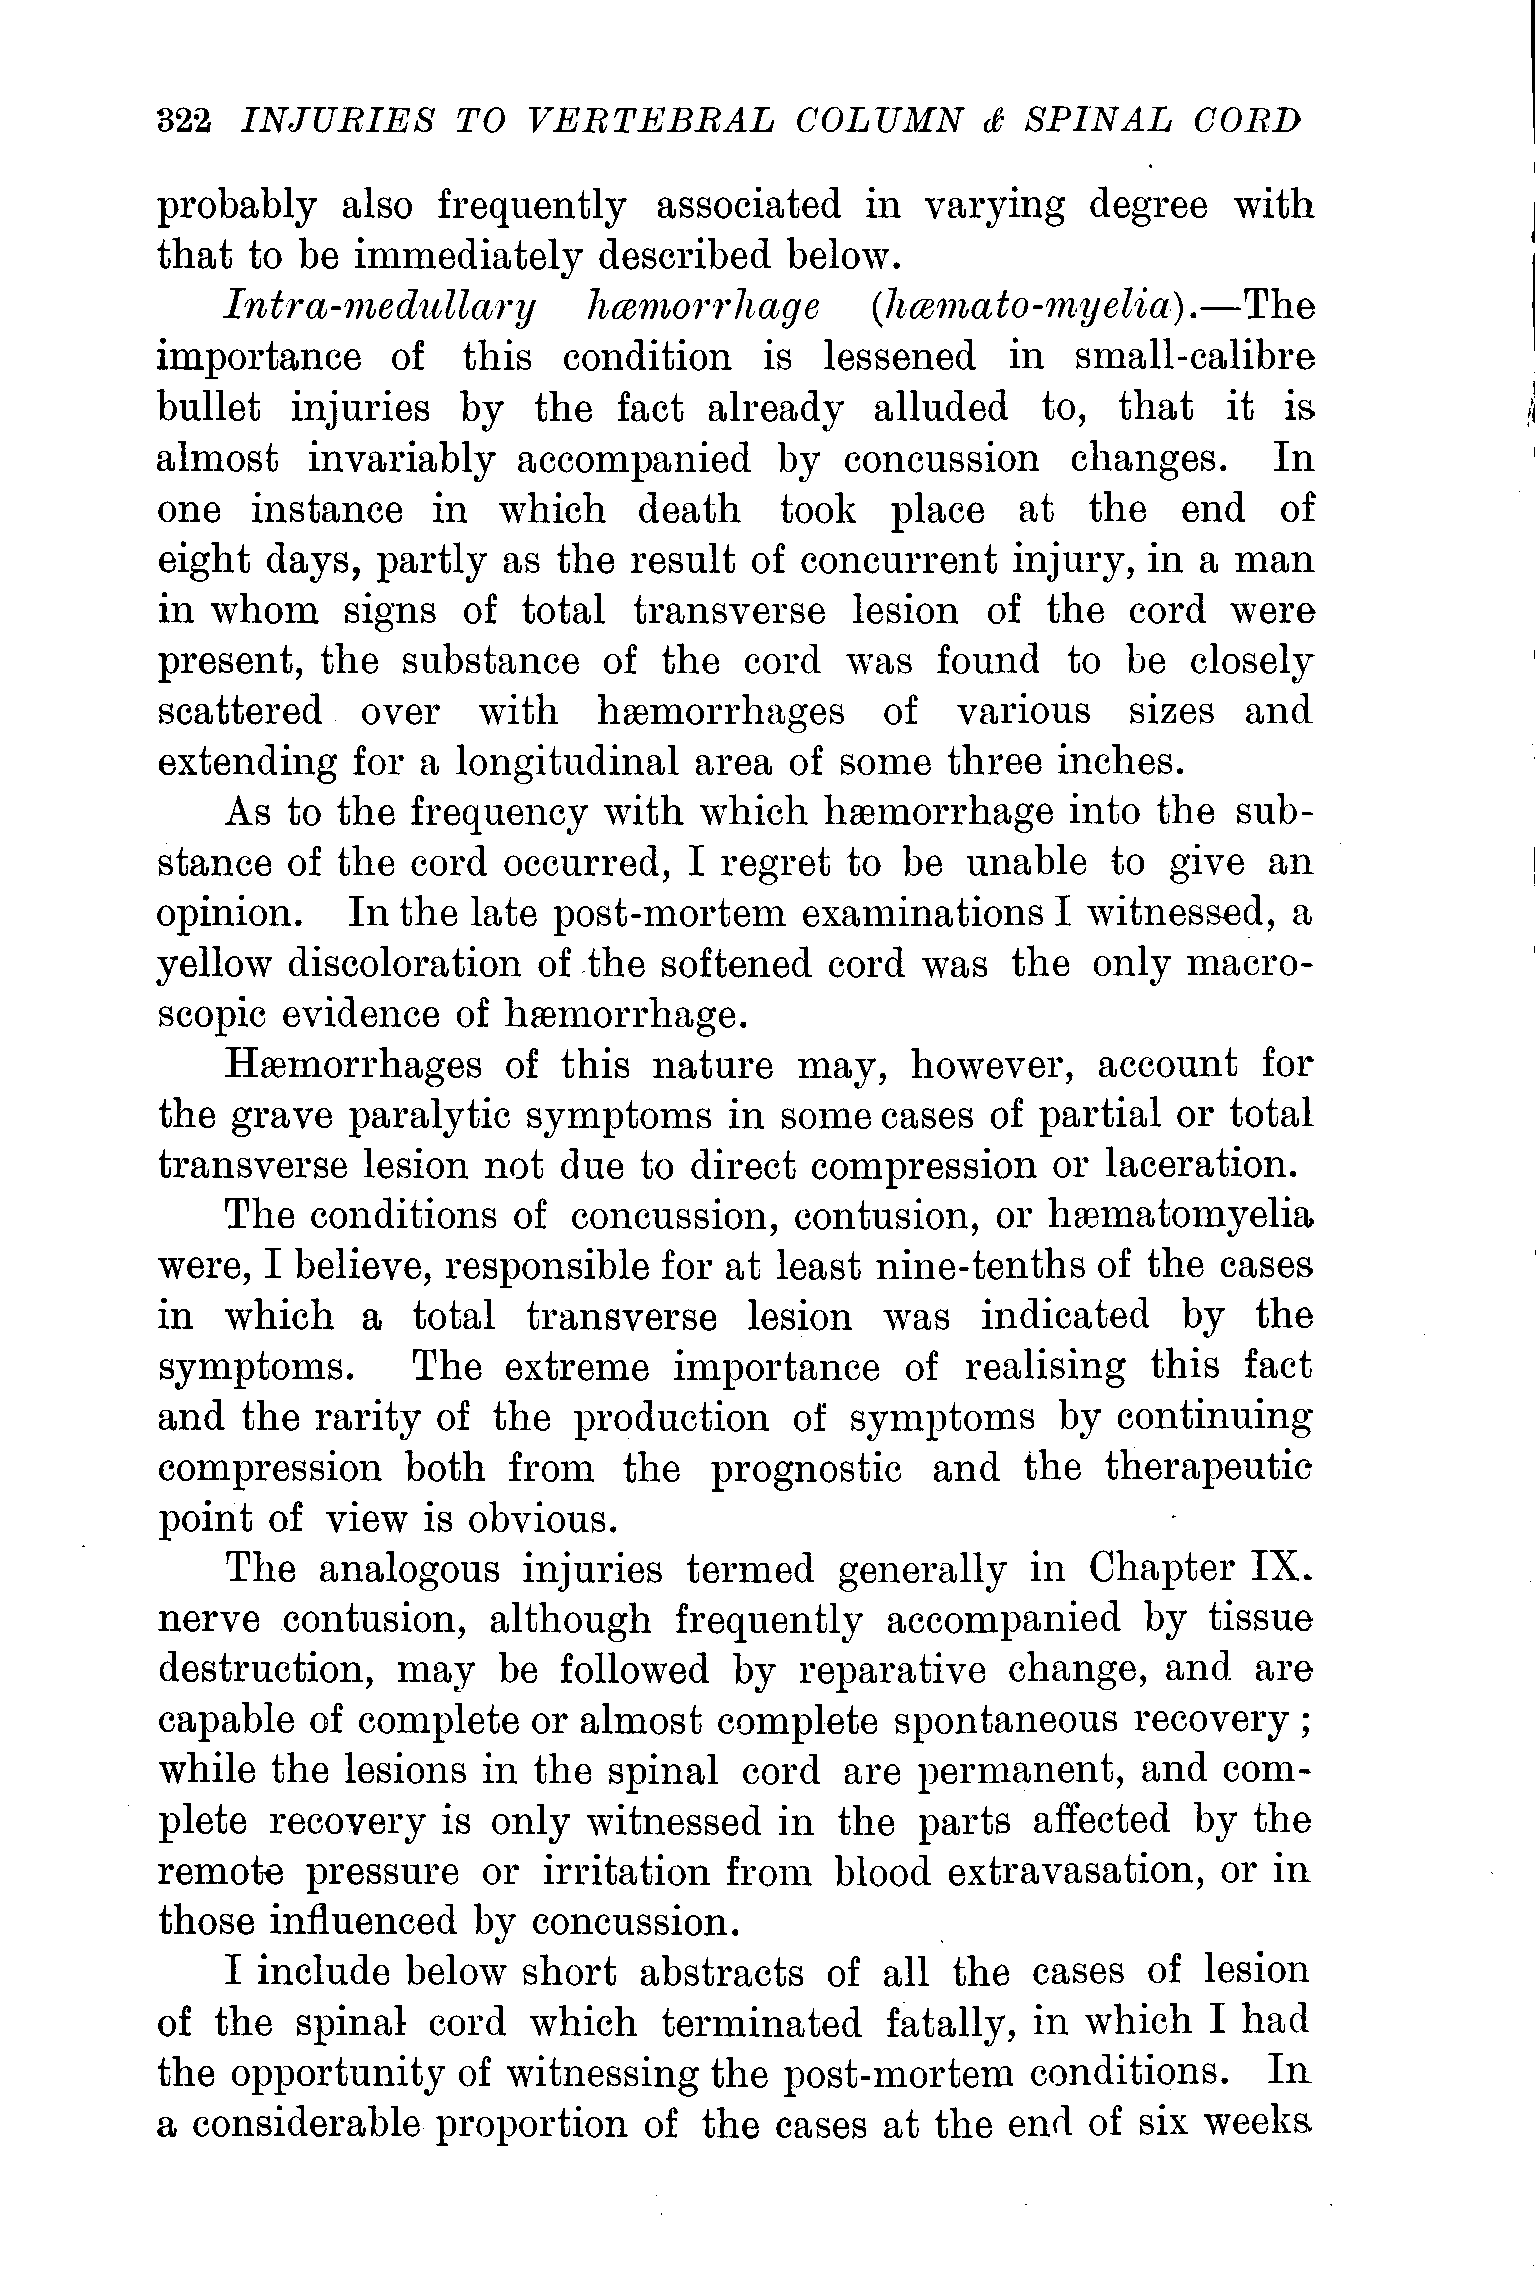 322 INJURIES TO VERTEBRAL COLUMN & SPINAL CORD
probably also frequently associated in varying degree with
that to be immediately described below.
Intra-medullary hæmorrhage (hæmato-myelia).—The
importance of this condition is lessened in small-calibre
bullet injuries by the fact already alluded to, that it is
almost invariably accompanied by concussion changes. In
one instance in which death took place at the end of
eight days, partly as the result of concurrent injury, in a man
in whom signs of total transverse lesion of the cord were
present, the substance of the cord was found to be closely
scattered over with hæmorrhages of various sizes and
extending for a longitudinal area of some three inches.
As to the frequency with which hæmorrhage into the sub-
stance of the cord occurred, I regret to be unable to give an
opinion. In the late post-mortem examinations I witnessed, a
yellow discoloration of the softened cord was the only macro-
scopic evidence of hæmorrhage.
Hæmorrhages of this nature may, however, account for
the grave paralytic symptoms in some cases of partial or total
transverse lesion not due to direct compression or laceration.
The conditions of concussion, contusion, or hæmatomyelia
were, I believe, responsible for at least nine-tenths of the cases
in which a total transverse lesion was indicated by the
symptoms. The extreme importance of realising this fact
and the rarity of the production of symptoms by continuing
compression both from the prognostic and the therapeutic
point of view is obvious.
The analogous injuries termed generally in Chapter IX.
nerve contusion, although frequently accompanied by tissue
destruction, may be followed by reparative change, and are
capable of complete or almost complete spontaneous recovery ;
while the lesions in the spinal cord are permanent, and com-
plete recovery is only witnessed in the parts affected by the
remote pressure or irritation from blood extravasation, or in
those influenced by concussion.
I include below short abstracts of all the cases of lesion
of the spinal cord which terminated fatally, in which I had
the opportunity of witnessing the post-mortem conditions. In
a considerable proportion of the cases at the end of six weeks